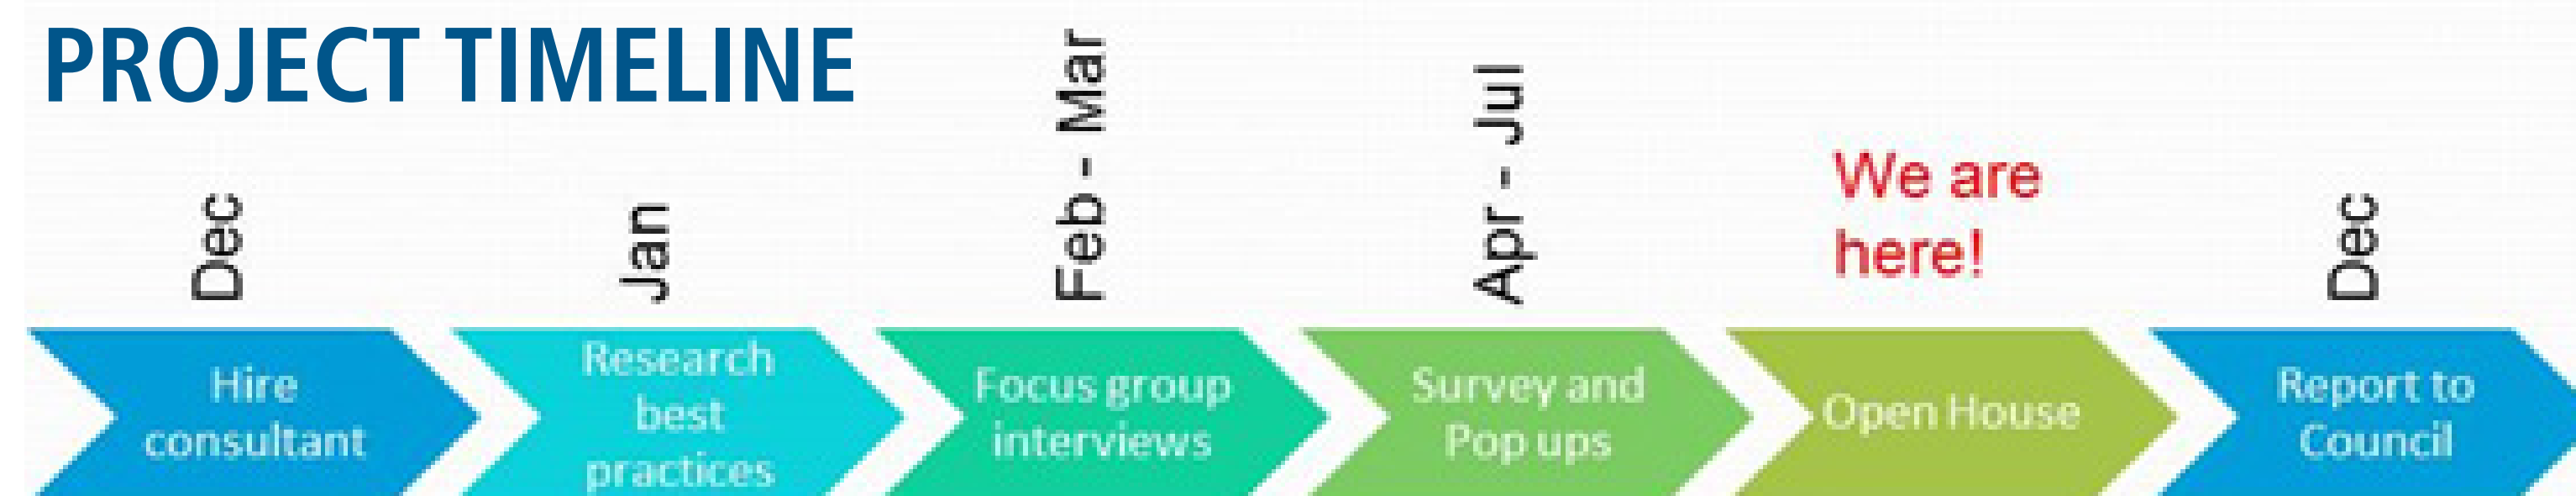 PROJECT TIMELINE
Dec
Jan
Feb - Mar
Apr - Jul
We are
here!
Dec
Hire
consultant
Research
best
practices
Focus group
interviews
Survey and
Pop ups
Open House
Report to
Council